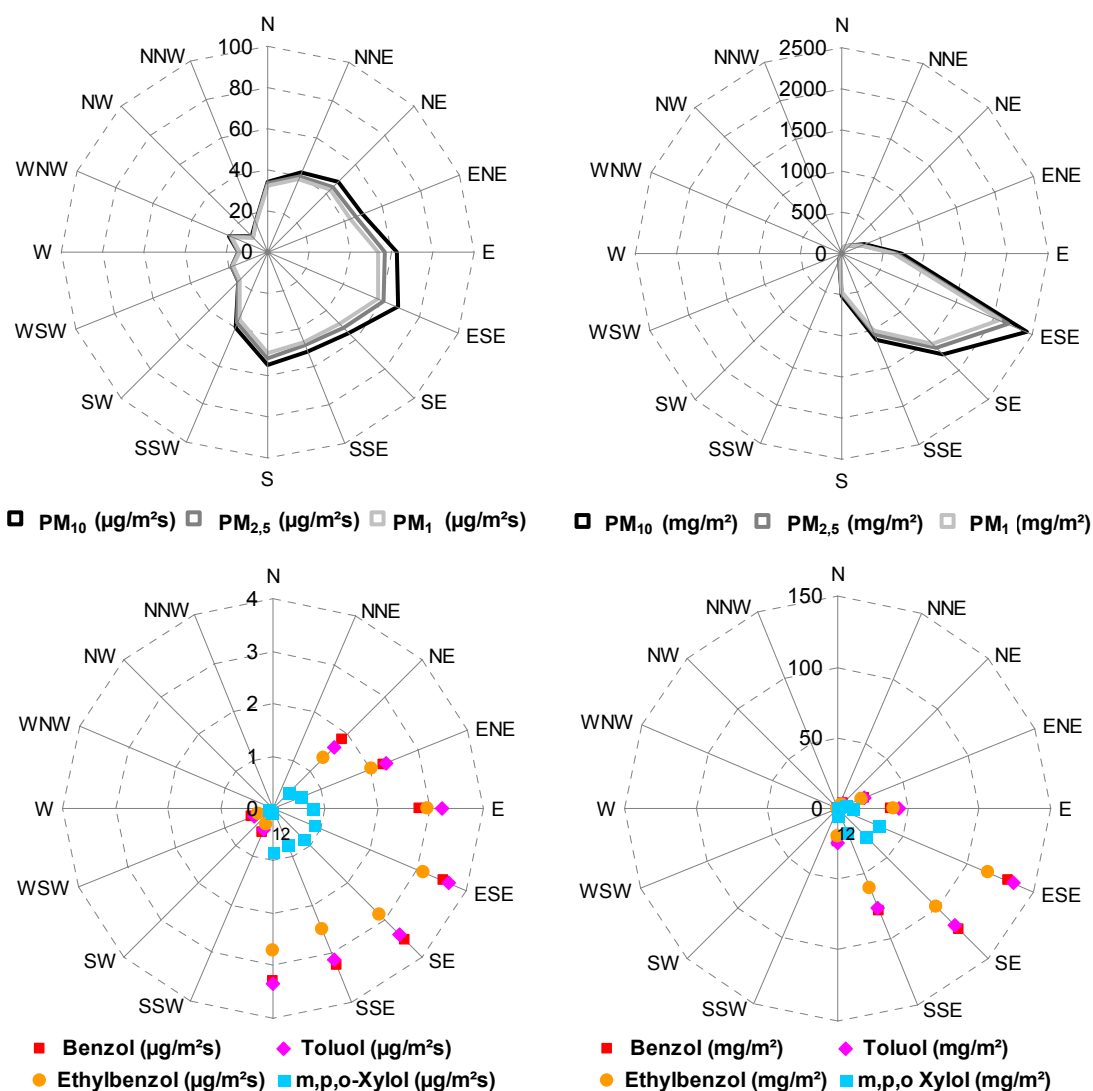 N
NNE
NE
ENE
E
ESE
SE
SSE
S
SSW
SW
WSW
W
WNW
NW
NNW
100
80
60
40
20
0
PM10 (µg/m²s) PM2,5 (µg/m²s) PM1 (µg/m²s)
N
NNE
NE
ENE
E
ESE
SE
SSE
S
SSW
SW
WSW
W
WNW
NW
NNW
2500
2000
1500
1000
500
0
PM10 (mg/m²) PM2,5 (mg/m²) PM1 (mg/m²)
N
NNE
NE
ENE
E
ESE
SE
SSE
SSW
SW
WSW
W
WNW
NW
NNW
4
3
2
1
0
12
Benzol (µg/m²s) Toluol (µg/m²s)
Ethylbenzol (µg/m²s) m,p,o-Xylol (µg/m²s)
N
NNE
NE
ENE
E
ESE
SE
SSE
SSW
SW
WSW
W
WNW
NW
NNW
150
100
50
0
12
Benzol (mg/m²) Toluol (mg/m²)
Ethylbenzol (mg/m²) m,p,o Xylol (mg/m²)